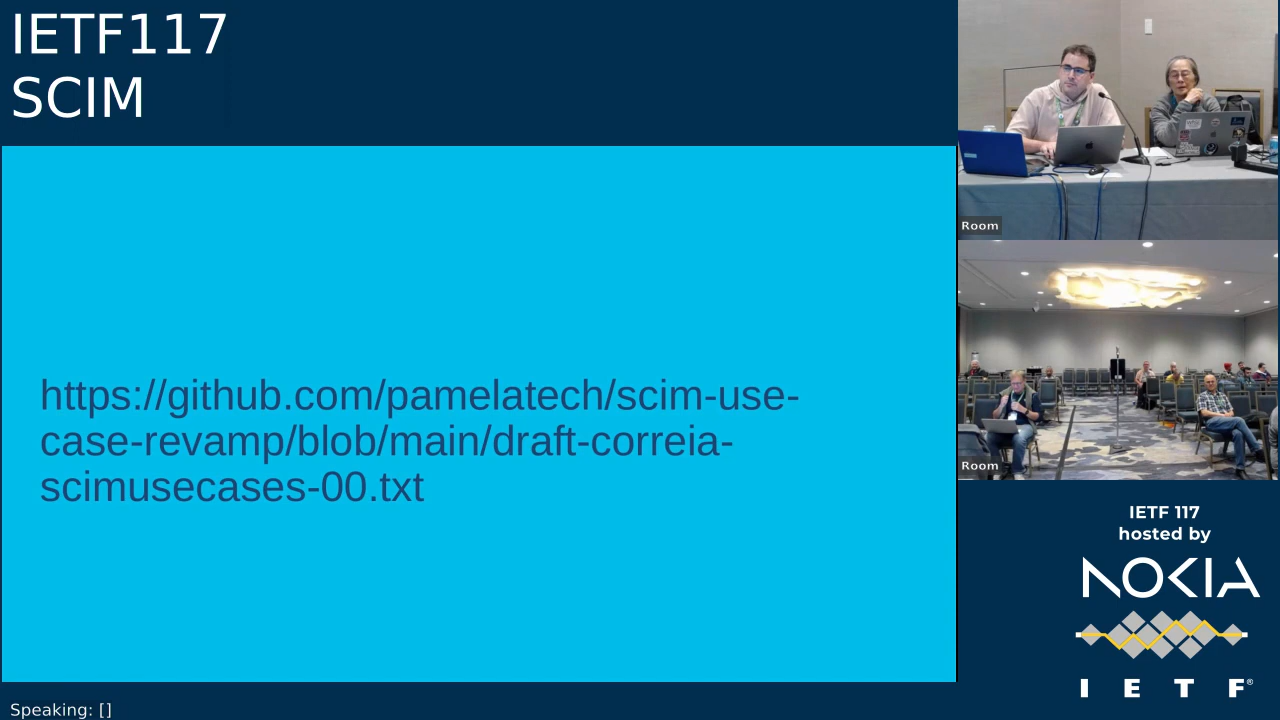 IETF117
SCIM
https://github.com/pamelatech/scim-use-
case-revamp/blob/main/draft-correia-
scimusecases-00.txt
Room
Room
IETF 117
hosted by
NOKIA
I E T F®
Speaking: []